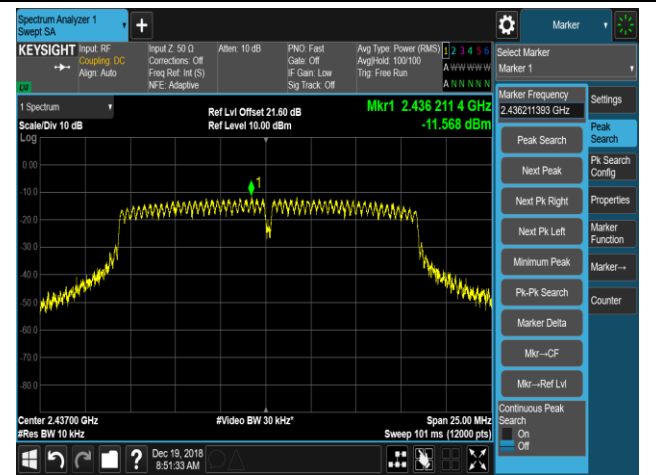 Spectrum Analyzer 1
Swept SA
+
Marker
KEYSIGHT
Input: RF
Coupling: DC
Align: Auto
Input Z: 50 Ω
Corrections: Off
Freq Ref: Int (S)
NFE: Adaptive
Atten: 10 dB
PNO: Fast
Gate: Off
IF Gain: Low
Sig Track: Off
Avg Type: Power (RMS)
Avg|Hold: 100/100
Trig: Free Run
1 2 3 4 5 6
A W W W W W
A N N N N N
Select Marker
Marker 1
1 Spectrum
Scale/Div 10 dB
Log
Ref Lvl Offset 21.60 dB
Ref Level 10.00 dBm
Mkr1 2.436 211 4 GHz
-11.568 dBm
0.00
-10.0
-20.0
-30.0
-40.0
-50.0
-60.0
-70.0
-80.0
1
Center 2.43700 GHz
#Res BW 10 kHz
#Video BW 30 kHz*
Span 25.00 MHz
Sweep 101 ms (12000 pts)
Marker Frequency
2.436211393 GHz
Peak Search
Next Peak
Next Pk Right
Next Pk Left
Minimum Peak
Pk-Pk Search
Marker Delta
Mkr→CF
Mkr→Ref Lvl
Continuous Peak
Search
On
Off
Settings
Peak
Search
Pk Search
Config
Properties
Marker
Function
Marker→
Counter
?
Dec 19, 2018
8:51:33 AM